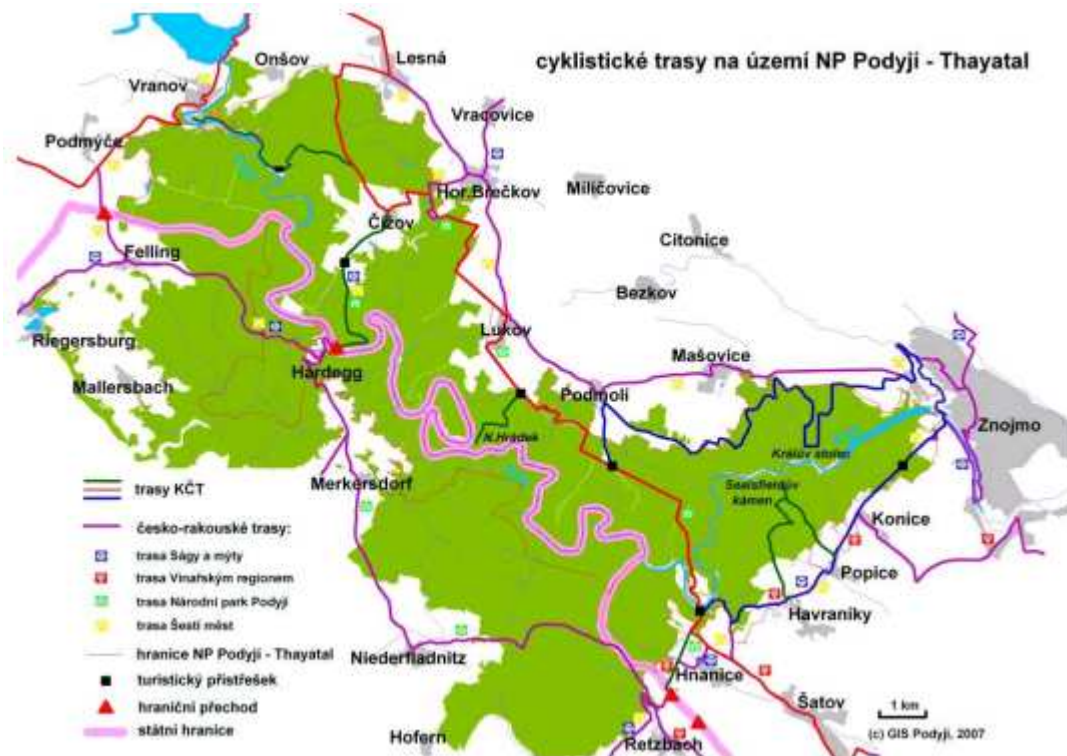 cyklistické trasy na území NP Podyjí - Thayatal
Onšov
Lesná
Vranov
Vracovice
Podmyče
Hor.Břečkov
Milíčovice
Čížov
Citonice
Felling
Bezkov
Lukov
Riegersburg
Mašovice
Hardegg
Mallersbach
Podmolí
Znojmo
N.Hrádek
Králův stolec
Sealsfieldův
kámen
Merkersdorf
Konice
Popice
Havraníky
Niederfladnitz
Hnanice
Šatov
Hofern
Retzbach
trasy KČT
česko-rakouské trasy:
trasa Ságy a mýty
trasa Vinařským regionem
trasa Národní park Podyjí
trasa Šesti měst
hranice NP Podyjí - Thayatal
turistický přístřešek
hraniční přechod
státní hranice
1 km
(c) GIS Podyjí, 2007